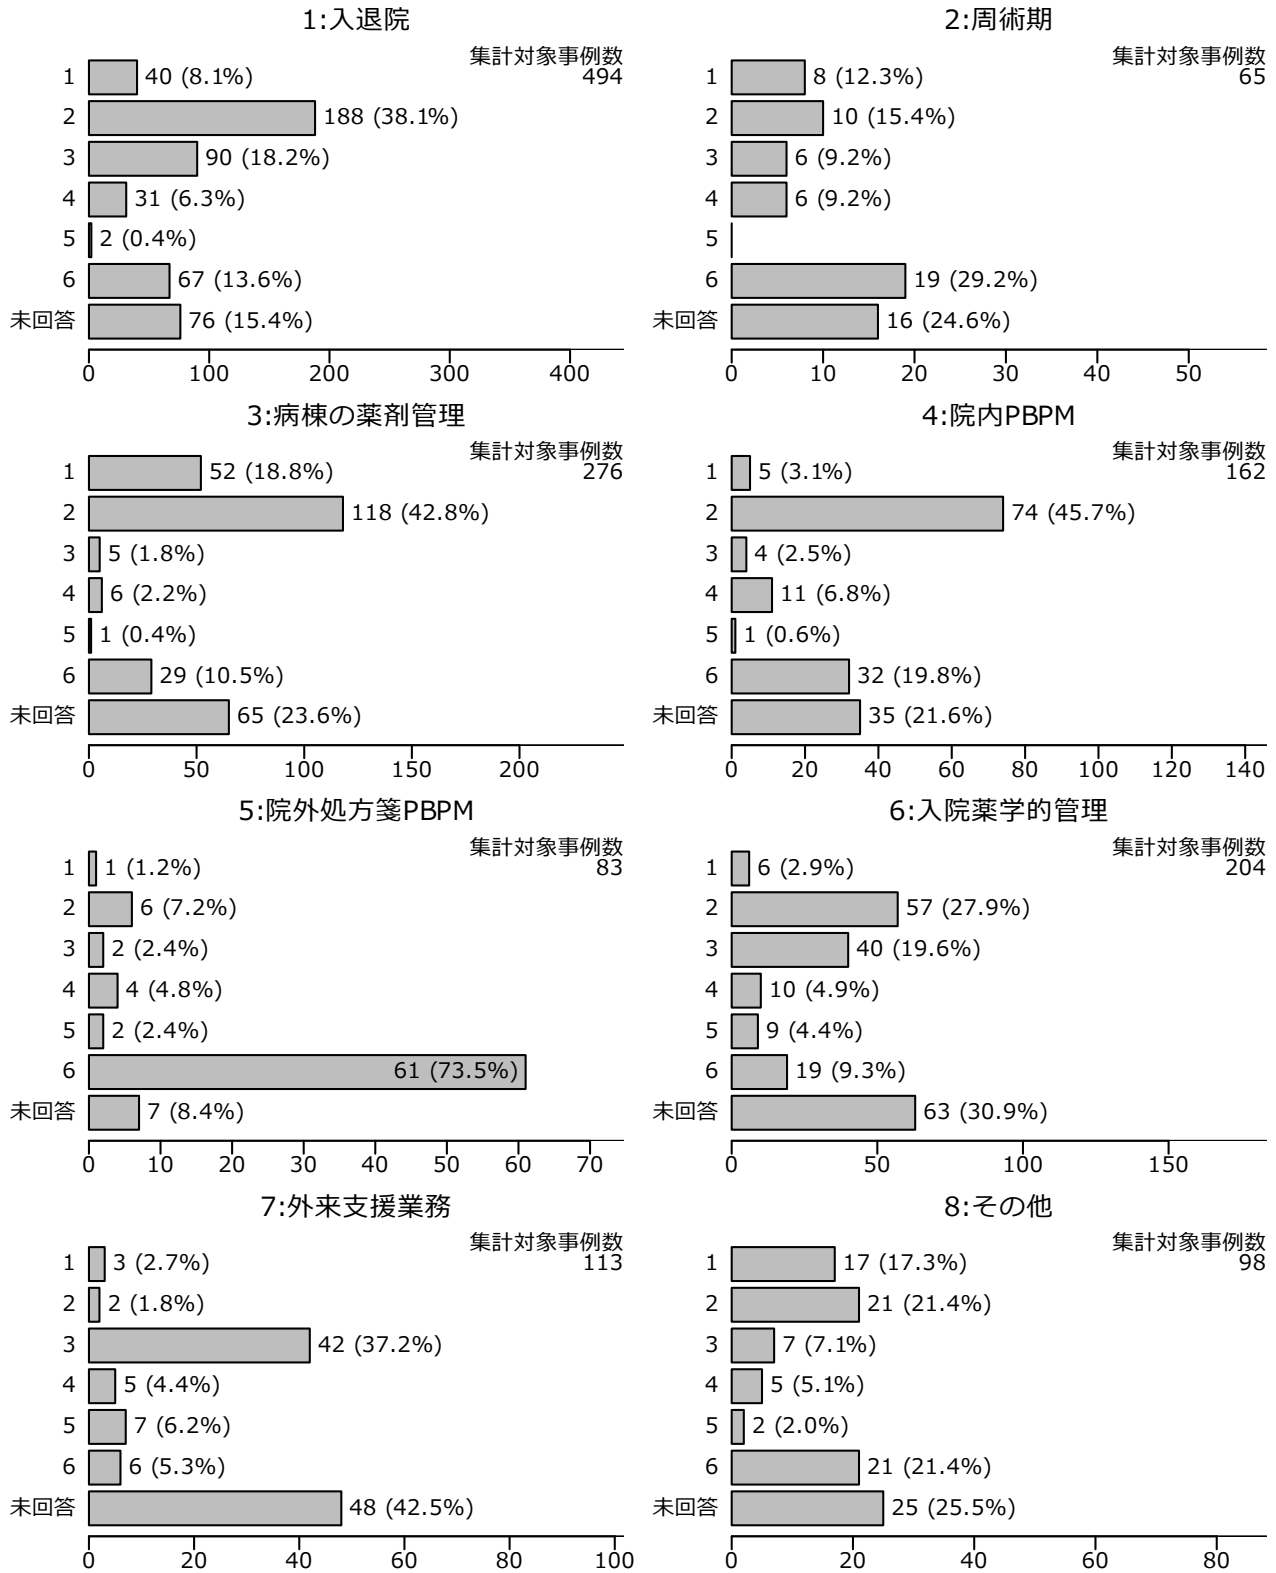 1:入退院
集計対象事例数
494
1 40 (8.1%)
2 188 (38.1%)
3 90 (18.2%)
4 31 (6.3%)
5 2 (0.4%)
6 67 (13.6%)
未回答 76 (15.4%)
0 100 200 300 400
2:周術期
集計対象事例数
65
1 8 (12.3%)
2 10 (15.4%)
3 6 (9.2%)
4 6 (9.2%)
5
6 19 (29.2%)
未回答 16 (24.6%)
0 10 20 30 40 50
3:病棟の薬剤管理
集計対象事例数
276
1 52 (18.8%)
2 118 (42.8%)
3 5 (1.8%)
4 6 (2.2%)
5 1 (0.4%)
6 29 (10.5%)
未回答 65 (23.6%)
0 50 100 150 200
4:院内PBPM
集計対象事例数
162
1 5 (3.1%)
2 74 (45.7%)
3 4 (2.5%)
4 11 (6.8%)
5 1 (0.6%)
6 32 (19.8%)
未回答 35 (21.6%)
0 20 40 60 80 100 120 140
5:院外処方箋PBPM
集計対象事例数
83
1 1 (1.2%)
2 6 (7.2%)
3 2 (2.4%)
4 4 (4.8%)
5 2 (2.4%)
6 61 (73.5%)
未回答 7 (8.4%)
0 10 20 30 40 50 60 70
6:入院薬学的管理
集計対象事例数
204
1 6 (2.9%)
2 57 (27.9%)
3 40 (19.6%)
4 10 (4.9%)
5 9 (4.4%)
6 19 (9.3%)
未回答 63 (30.9%)
0 50 100 150
7:外来支援業務
集計対象事例数
113
1 3 (2.7%)
2 2 (1.8%)
3 42 (37.2%)
4 5 (4.4%)
5 7 (6.2%)
6 6 (5.3%)
未回答 48 (42.5%)
0 20 40 60 80 100
8:その他
集計対象事例数
98
1 17 (17.3%)
2 21 (21.4%)
3 7 (7.1%)
4 5 (5.1%)
5 2 (2.0%)
6 21 (21.4%)
未回答 25 (25.5%)
0 20 40 60 80